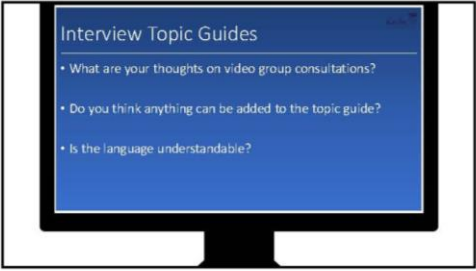 Interview Topic Guides
• What are your thoughts on video group consultations?
• Do you think anything can be added to the topic guide?
• Is the language understandable?